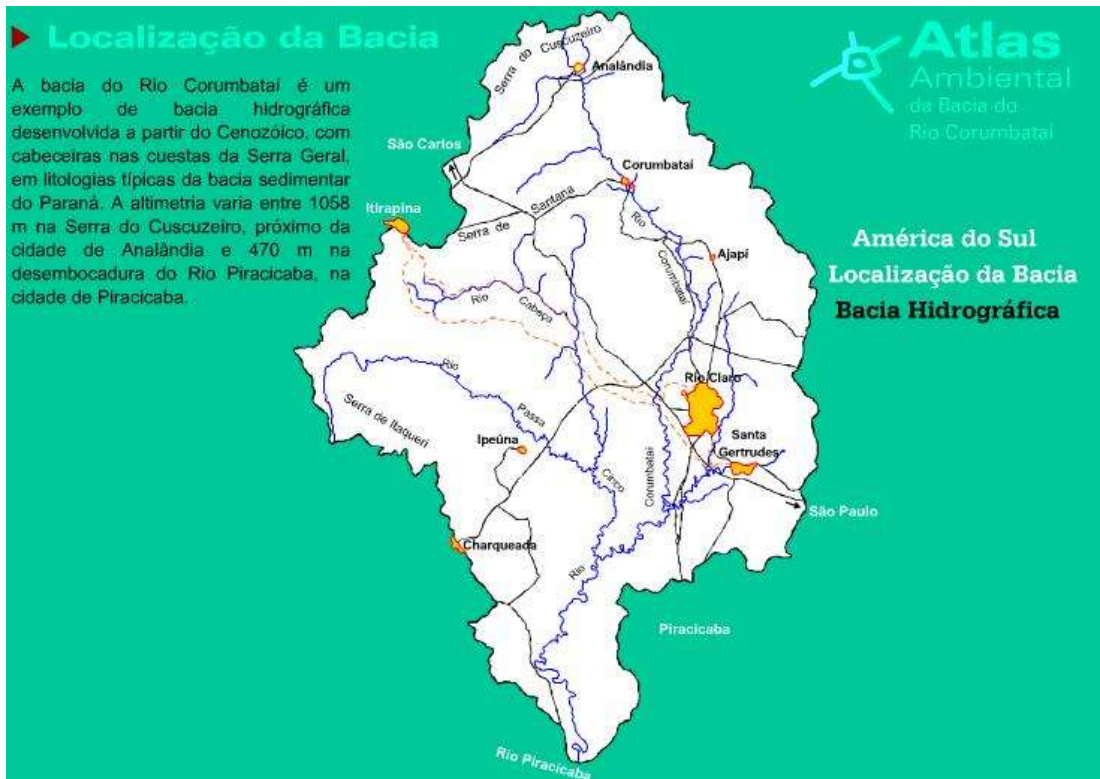 Localização da Bacia
A bacia do Rio Corumbataí é um
exemplo de bacia hidrográfica
desenvolvida a partir do Cenozóico, com
cabeceiras nas cuestas da Serra Geral,
em litologias típicas da bacia sedimentar
do Paraná. A altimetria varia entre 1058
m na Serra do Cuscuzeiro, próximo da
cidade de Analândia e 470 m na
desembocadura do Rio Piracicaba, na
cidade de Piracicaba.
Atlas
Ambiental
da Bacia do
Rio Corumbataí
América do Sul
Localização da Bacia
Bacia Hidrográfica
Serra do Cuscuzeiro
Analândia
São Carlos
Corumbataí
Serra de Santana
Itirapina
Rio
Corumbataí
Ajapí
Rio Cabeça
Rio
Passa
Rio Claro
Serra de Itaqueri
Ipeúna
Santa
Gertrudes
Circo
Corumbataí
São Paulo
Charqueada
Rio
Piracicaba
Rio Piracicaba